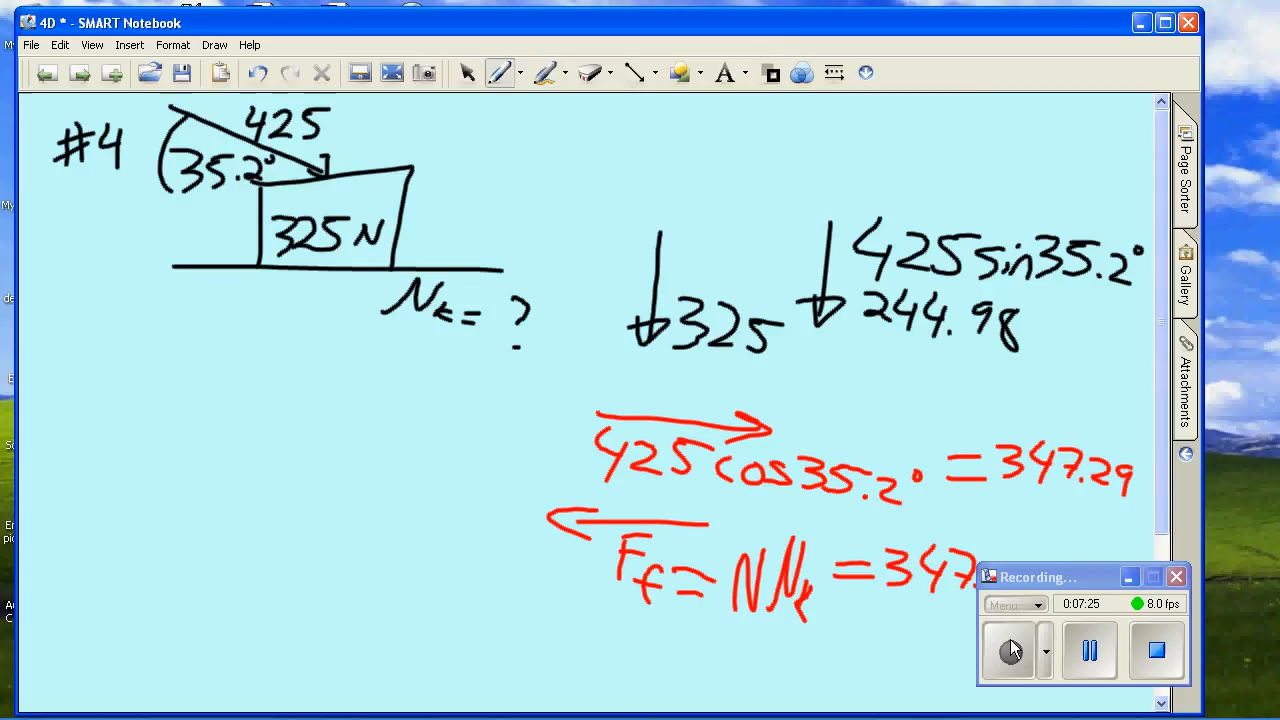 4D * - SMART Notebook
File Edit View Insert Format Draw Help
#4
425
35.2°
325 N
μk = ?
325
425 sin 35.2°
244.98
425 cos 35.2° = 347.29
Ff = Nμk = 347.
Page Sorter
Gallery
Attachments
Recording...
Menu
0:07:25
8.0 fps